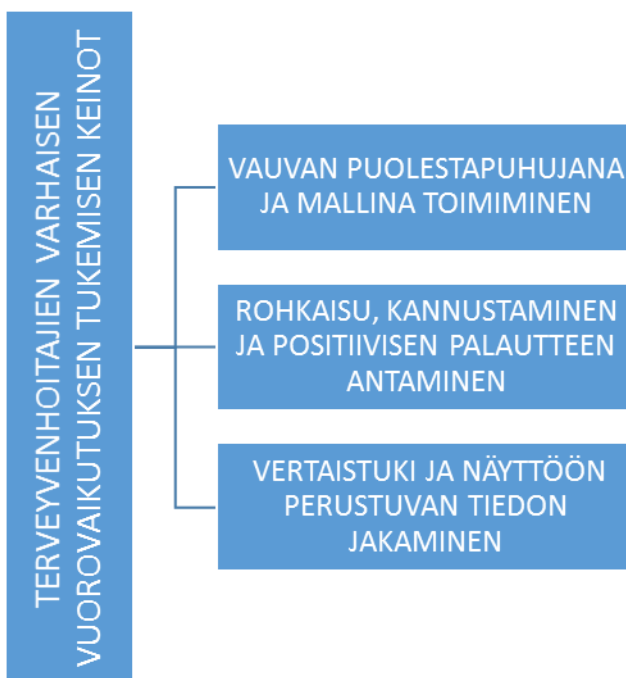 TERVEYVENHOITAJIEN VARHAISEN
VUOROVAIKUTUKSEN TUKEMISEN KEINOT
VAUVAN PUOLESTAPUHUJANA
JA MALLINA TOIMIMINEN
ROHKAISU, KANNUSTAMINEN
JA POSITIIVISEN PALAUTTEEN
ANTAMINEN
VERTAISTUKI JA NÄYTTÖÖN
PERUSTUVAN TIEDON
JAKAMINEN